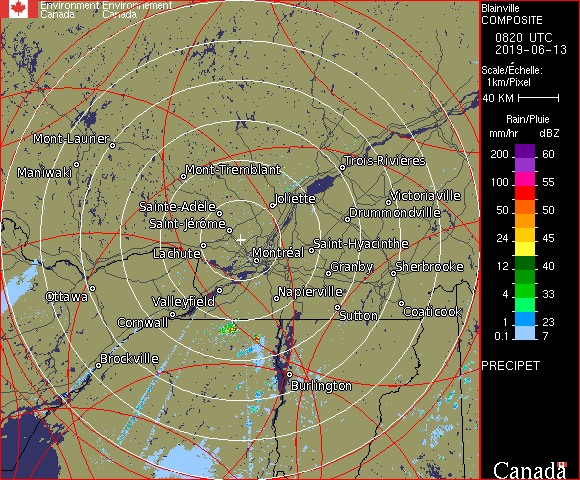 Environment Environnement
Canada Canada
Blainville
COMPOSITE
0820 UTC
2019-06-13
Scale/Échelle:
1km/Pixel
40 KM
Rain/Pluie
mm/hr dBZ
200 60
100 55
50 50
24 45
12 40
4 33
1 23
0.1 7
PRECIPET
Canada
Mont-Laurier
Maniwaki
Mont-Tremblant
Trois-Rivières
Sainte-Adèle
Joliette
Victoriaville
Saint-Jérôme
Drummondville
Lachute
Montréal
Saint-Hyacinthe
Granby
Sherbrooke
Ottawa
Valleyfield
Napierville
Cornwall
Sutton
Coaticook
Brockville
Burlington